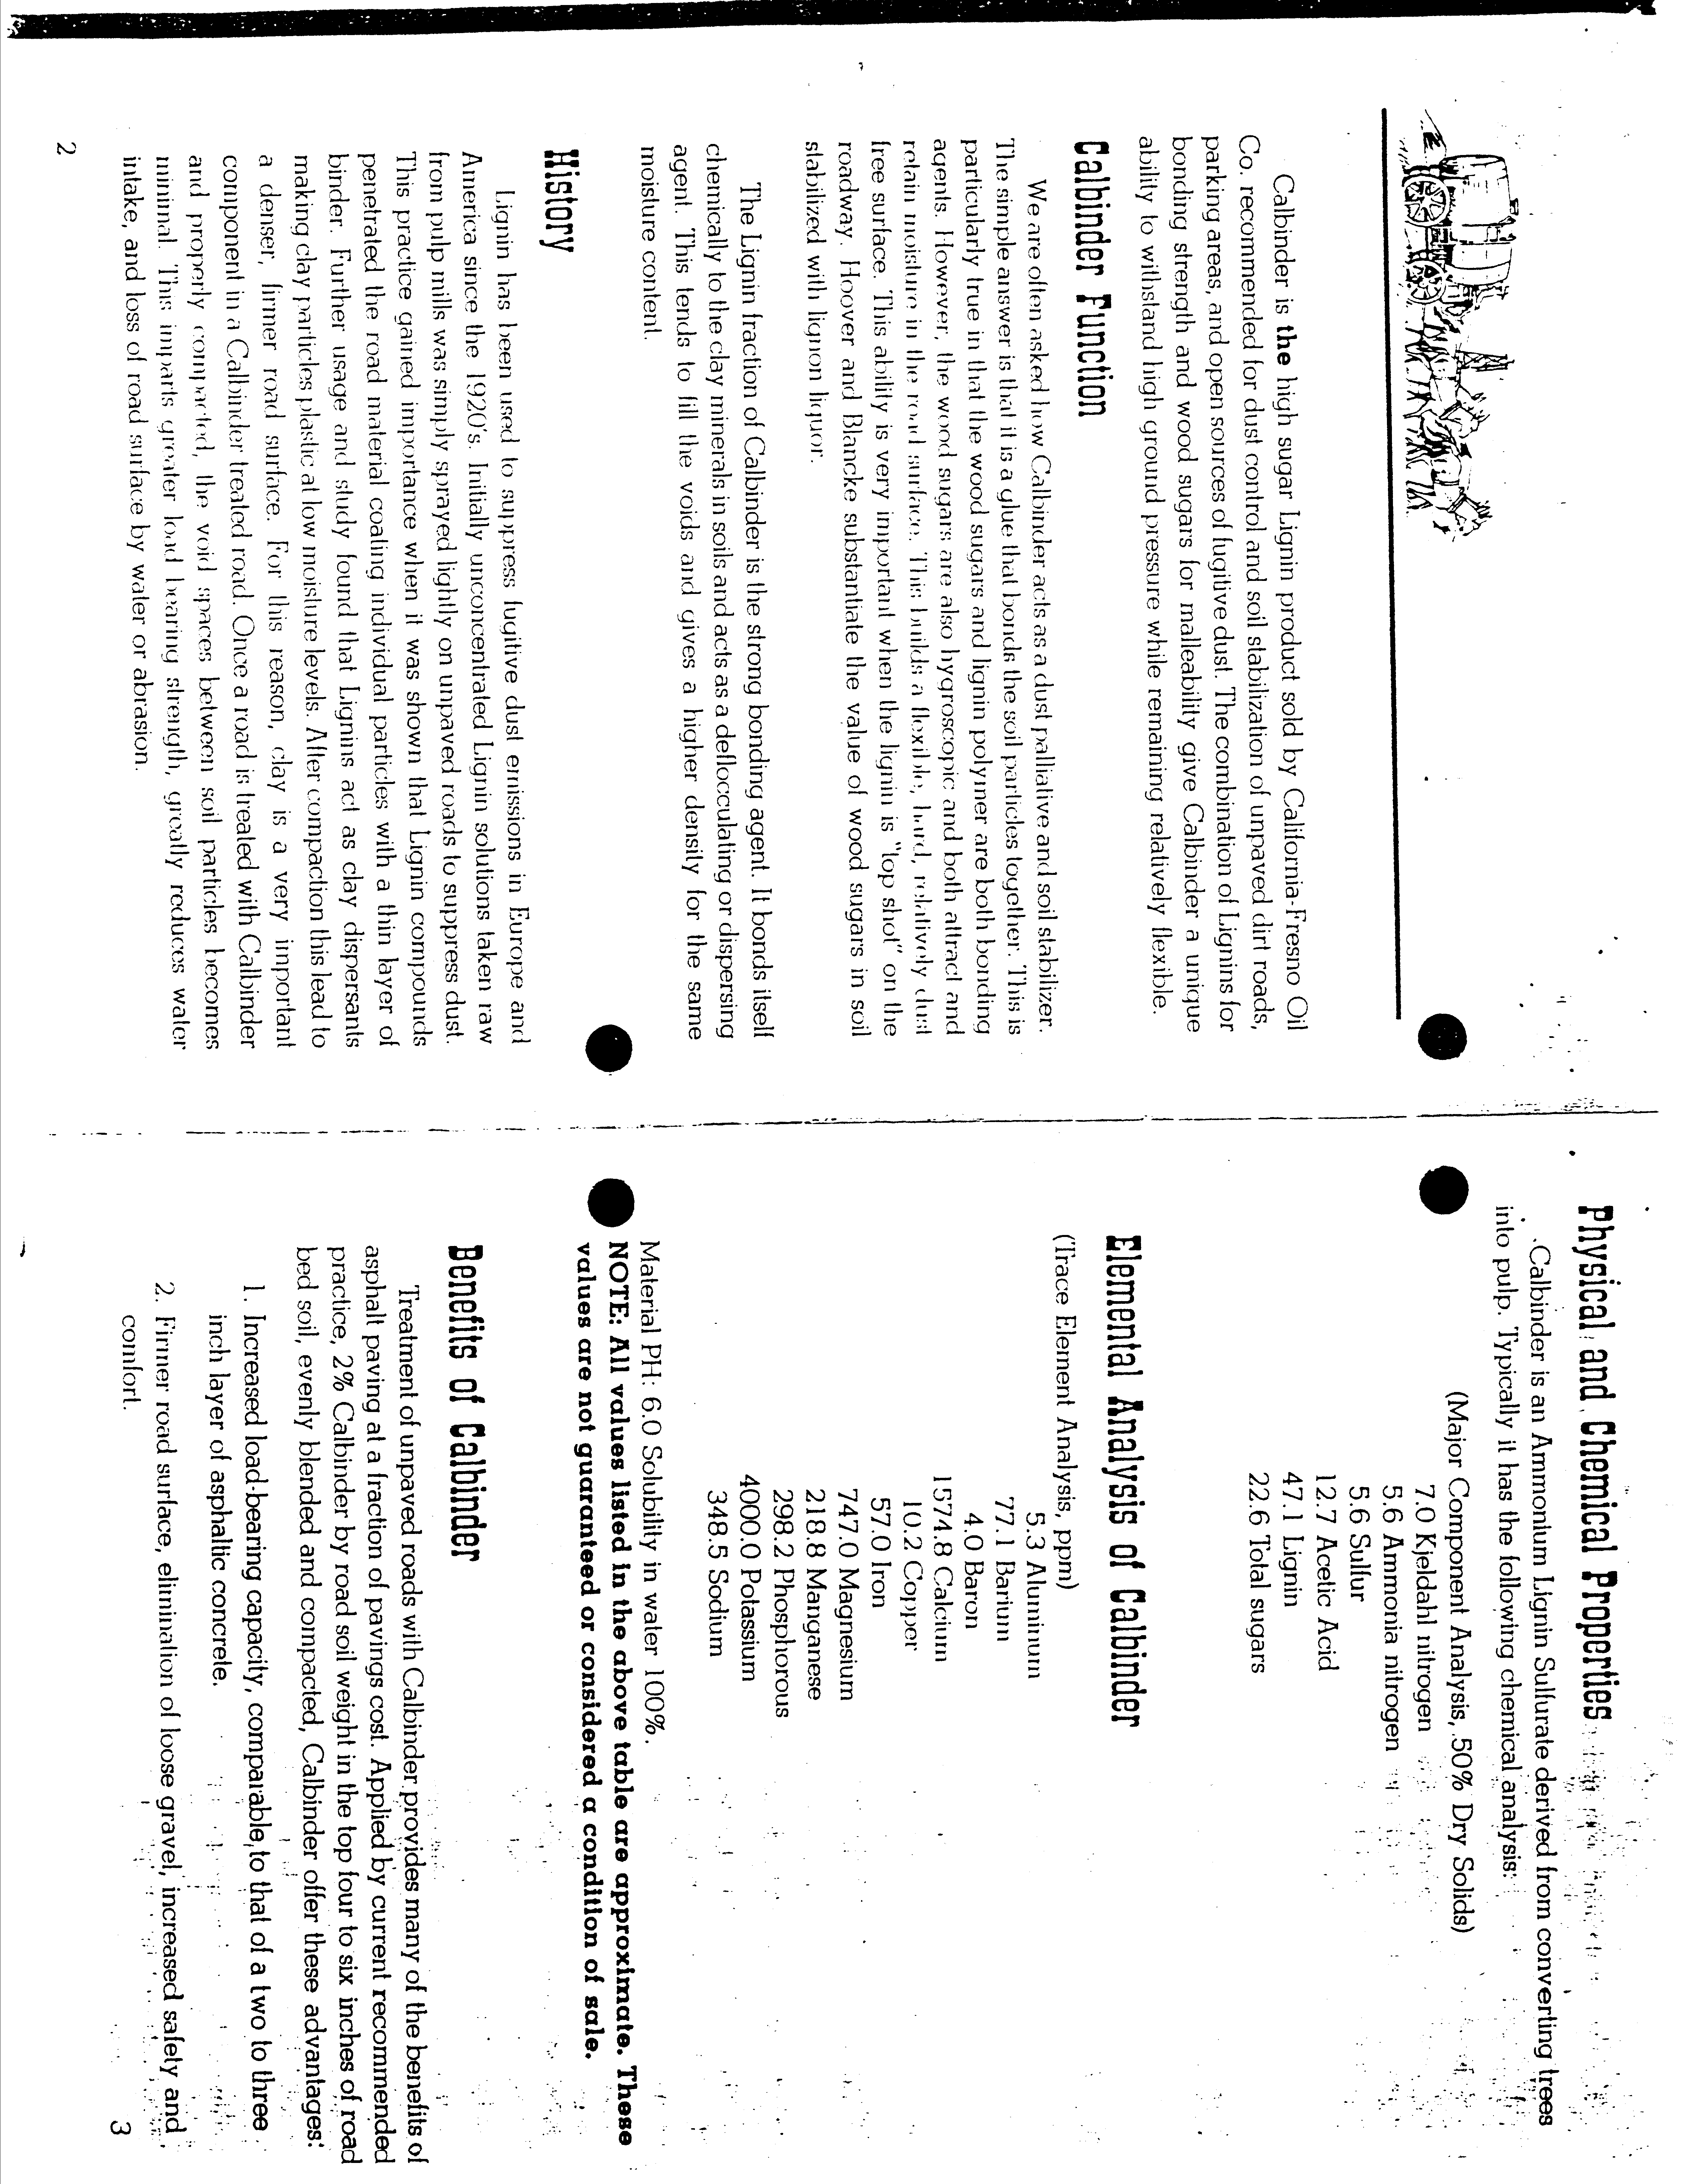 Calbinder is the high sugar Lignin product sold by California-Fresno Oil
Co. recommended for dust control and soil stabilization of unpaved dirt roads,
parking areas, and open sources of fugitive dust. The combination of Lignins for
bonding strength and wood sugars for malleability give Calbinder a unique
ability to withstand high ground pressure while remaining relatively flexible.
Calbinder Function
We are often asked how Calbinder acts as a dust palliative and soil stabilizer.
The simple answer is that it is a glue that bonds the soil particles together. This is
particularly true in that the wood sugars and lignin polymer are both bonding
agents. However, the wood sugars are also hygroscopic and both attract and
retain moisture in the road surface. This builds a flexible, hard, relatively dust
free surface. This ability is very important when the lignin is "top shot" on the
roadway. Hoover and Blancke substantiate the value of wood sugars in soil
stabilized with lignon liquor.
The Lignin fraction of Calbinder is the strong bonding agent. It bonds itself
chemically to the clay minerals in soils and acts as a deflocculating or dispersing
agent. This tends to fill the voids and gives a higher density for the same
moisture content.
History
Lignin has been used to suppress fugitive dust emissions in Europe and
America since the 1920's. Initially unconcentrated Lignin solutions taken raw
from pulp mills was simply sprayed lightly on unpaved roads to suppress dust.
This practice gained importance when it was shown that Lignin compounds
penetrated the road material coating individual particles with a thin layer of
binder. Further usage and study found that Lignins act as clay dispersants
making clay particles plastic at low moisture levels. After compaction this lead to
a denser, firmer road surface. For this reason, clay is a very important
component in a Calbinder treated road. Once a road is treated with Calbinder
and properly compacted, the void spaces between soil particles becomes
minimal. This imparts greater load bearing strength, greatly reduces water
intake, and loss of road surface by water or abrasion.
2
Physical and Chemical Properties
Calbinder is an Ammonium Lignin Sulfurate derived from converting trees
into pulp. Typically it has the following chemical analysis:
(Major Component Analysis, 50% Dry Solids)
7.0 Kjeldahl nitrogen
5.6 Ammonia nitrogen
5.6 Sulfur
12.7 Acetic Acid
47.1 Lignin
22.6 Total sugars
Elemental Analysis of Calbinder
(Trace Element Analysis, ppm)
5.3 Aluminum
77.1 Barium
4.0 Baron
1574.8 Calcium
10.2 Copper
57.0 Iron
747.0 Magnesium
218.8 Manganese
298.2 Phosphorous
4000.0 Potassium
348.5 Sodium
Material PH: 6.0 Solubility in water 100%.
NOTE: All values listed in the above table are approximate. These
values are not guaranteed or considered a condition of sale.
Benefits of Calbinder
Treatment of unpaved roads with Calbinder provides many of the benefits of
asphalt paving at a fraction of pavings cost. Applied by current recommended
practice, 2% Calbinder by road soil weight in the top four to six inches of road
bed soil, evenly blended and compacted, Calbinder offer these advantages:
1. Increased load-bearing capacity, comparable to that of a two to three
inch layer of asphaltic concrete.
2. Firmer road surface, elimination of loose gravel, increased safety and
comfort.
3